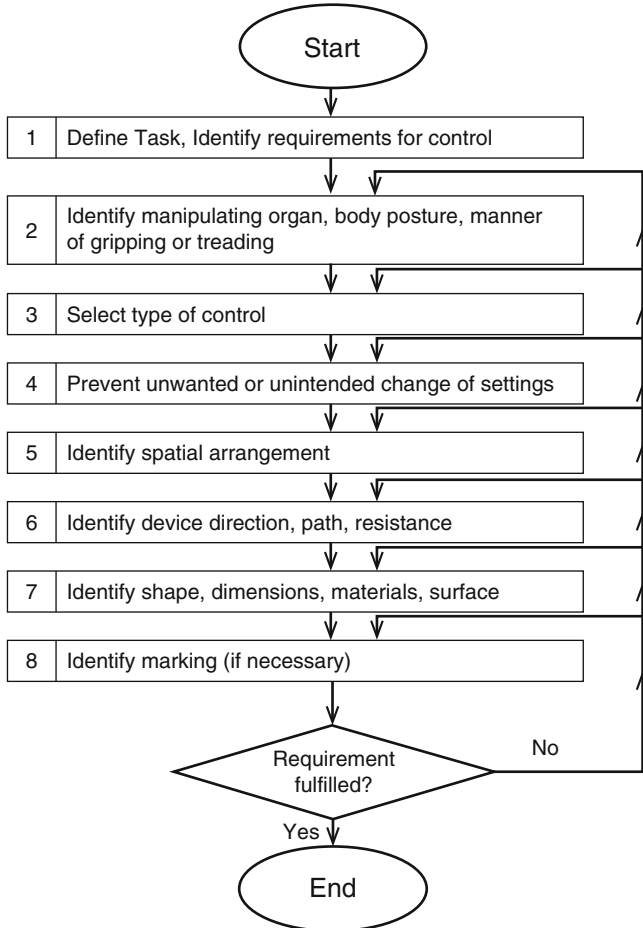 Start
1 Define Task, Identify requirements for control
2 Identify manipulating organ, body posture, manner
of gripping or treading
3 Select type of control
4 Prevent unwanted or unintended change of settings
5 Identify spatial arrangement
6 Identify device direction, path, resistance
7 Identify shape, dimensions, materials, surface
8 Identify marking (if necessary)
Requirement
fulfilled?
No
Yes
End